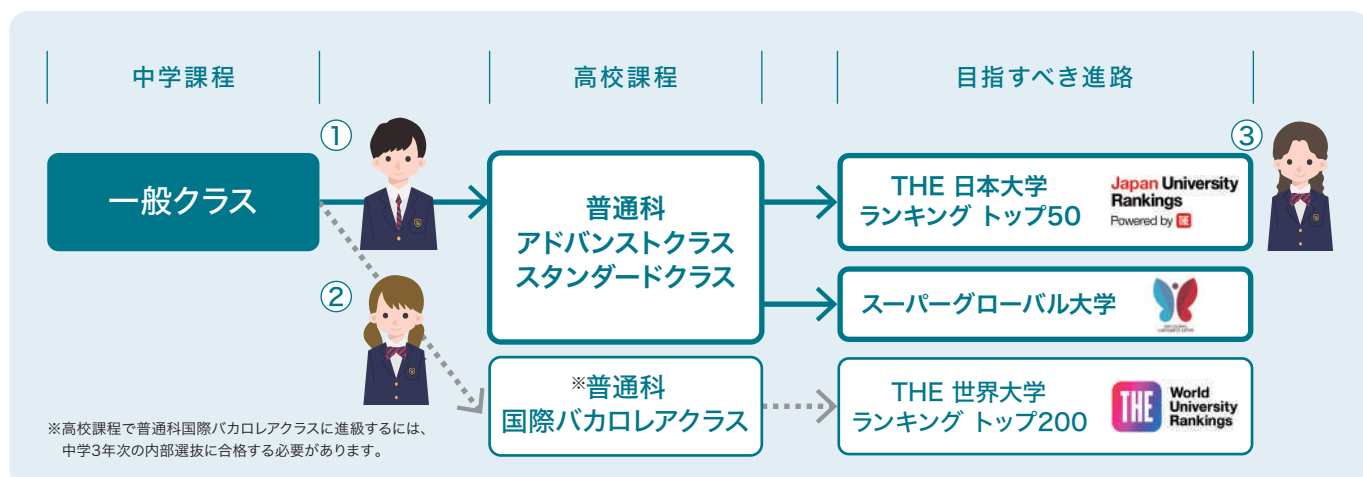 中学課程
高校課程
目指すべき進路
①
②
③
一般クラス
普通科
アドバンストクラス
スタンダードクラス
※普通科
国際バカロレアクラス
THE 日本大学
ランキング トップ50
Japan University
Rankings
Powered by THE
スーパーグローバル大学
THE 世界大学
ランキング トップ200
THE
World
University
Rankings
※高校課程で普通科国際バカロレアクラスに進級するには、
中学3年次の内部選抜に合格する必要があります。